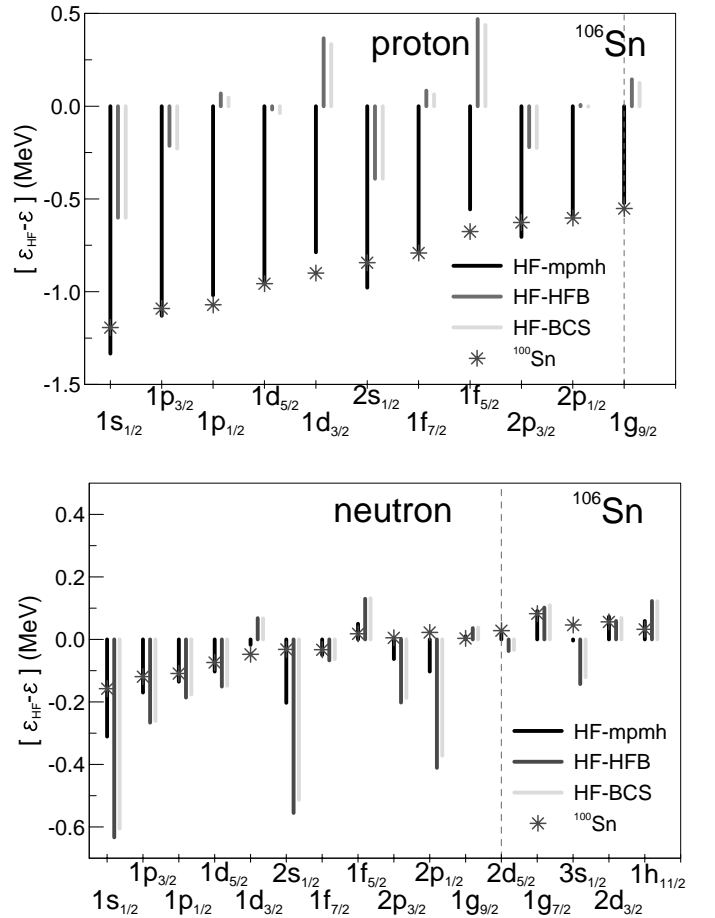 0.5
proton
¹⁰⁶Sn
0.0
-0.5
-1.0
-1.5
[ ε_HF-ε ] (MeV)
HF-mpmh
HF-HFB
HF-BCS
¹⁰⁰Sn
1p₃/₂ 1d₅/₂ 2s₁/₂ 1f₅/₂ 2p₁/₂
1s₁/₂ 1p₁/₂ 1d₃/₂ 1f₇/₂ 2p₃/₂ 1g₉/₂
0.4
neutron
¹⁰⁶Sn
0.2
0.0
-0.2
-0.4
-0.6
[ ε_HF-ε ] (MeV)
HF-mpmh
HF-HFB
HF-BCS
¹⁰⁰Sn
1p₃/₂ 1d₅/₂ 2s₁/₂ 1f₅/₂ 2p₁/₂ 2d₅/₂ 3s₁/₂ 1h₁₁/₂
1s₁/₂ 1p₁/₂ 1d₃/₂ 1f₇/₂ 2p₃/₂ 1g₉/₂ 1g₇/₂ 2d₃/₂